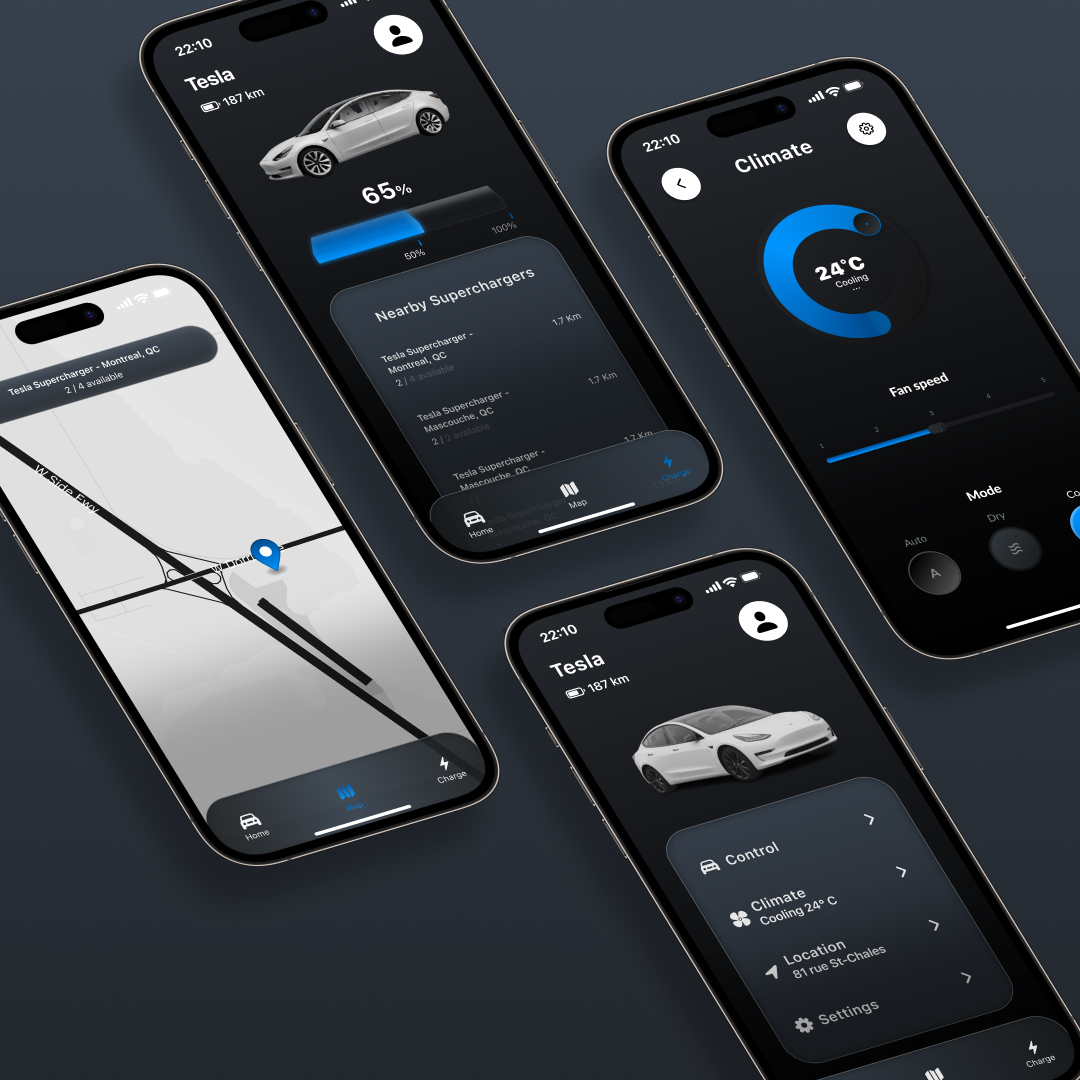 22:10
Tesla
187 km
65%
50%
100%
Nearby Superchargers
Tesla Supercharger -
Montreal, QC
2 / 4 available
1.7 Km
Tesla Supercharger -
Mascouche, QC
2 / 2 available
1.7 Km
Tesla Supercharger -
Mascouche, QC
1.7 Km
Home
Map
Charge
22:10
Climate
24°C
Cooling
...
Fan speed
1
2
3
4
5
Mode
Auto
A
Dry
Tesla Supercharger - Montreal, QC
2 / 4 available
W Side Fwy
Home
Map
Charge
22:10
Tesla
187 km
Control
Climate
Cooling 24° C
Location
81 rue St-Chales
Settings
Charge